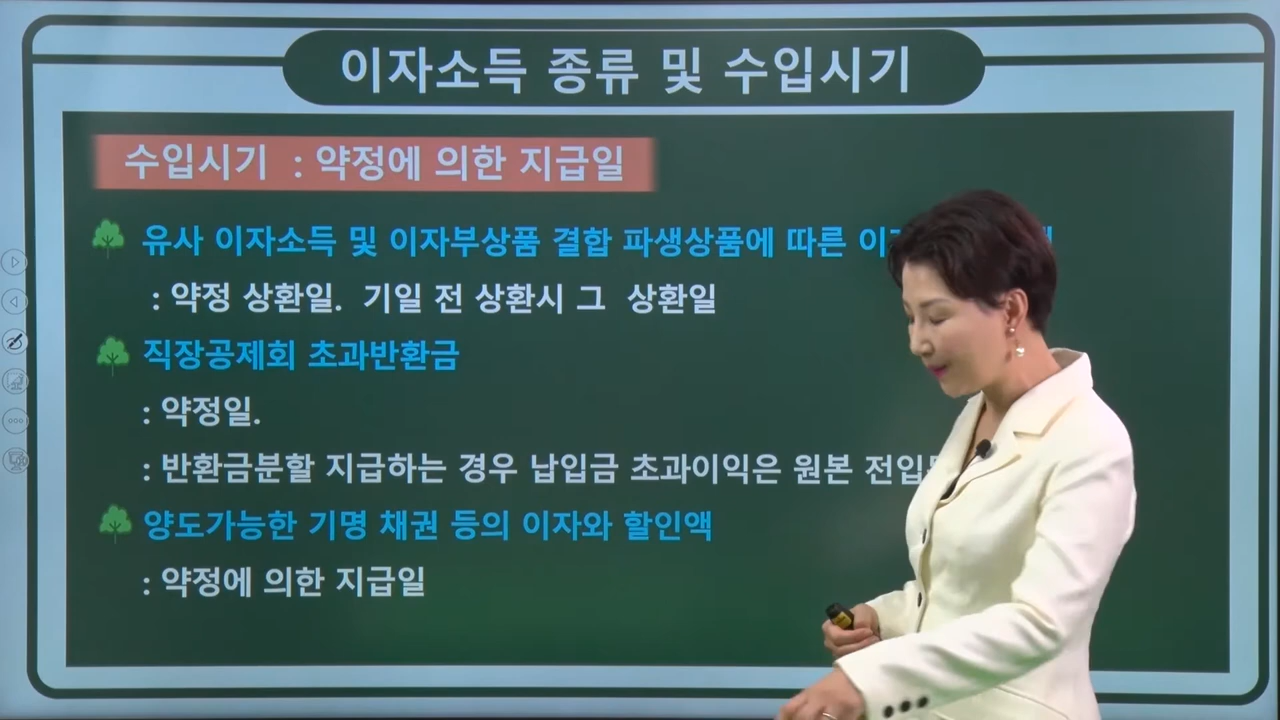 이자소득 종류 및 수입시기
수입시기 : 약정에 의한 지급일
유사 이자소득 및 이자부상품 결합 파생상품에 따른
: 약정 상환일. 기일 전 상환시 그 상환일
직장공제회 초과반환금
: 약정일.
: 반환금분할 지급하는 경우 납입금 초과이익은 원본
양도가능한 기명 채권 등의 이자와 할인액
: 약정에 의한 지급일